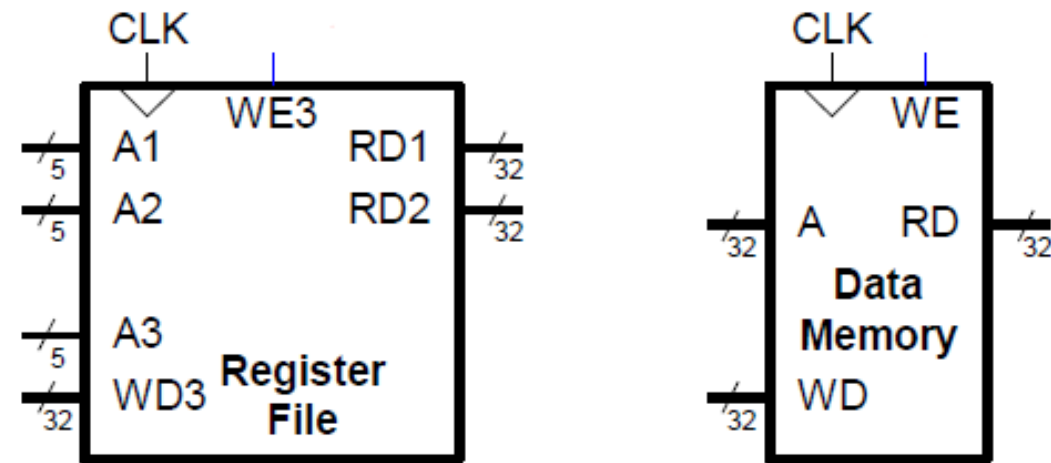 CLK
WE3
A1
RD1
5
32
A2
RD2
5
32
A3
5
WD3
32
Register
File
CLK
WE
A
RD
32
32
Data
Memory
WD
32